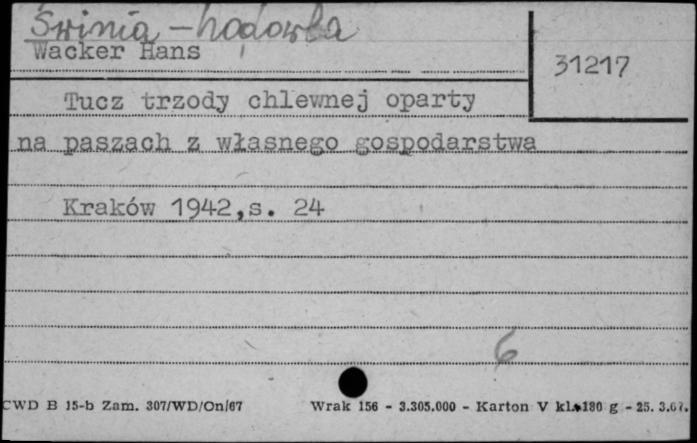 Świnia - hodowla
Wacker Hans
31217
Tucz trzody chlewnej oparty
na paszach z własnego gospodarstwa
Kraków 1942,s. 24
6
CWD B 15-b Zam. 307/WD/On/67 Wrak 156 - 3.305.000 - Karton V kl. 180 g - 25. 3.67.